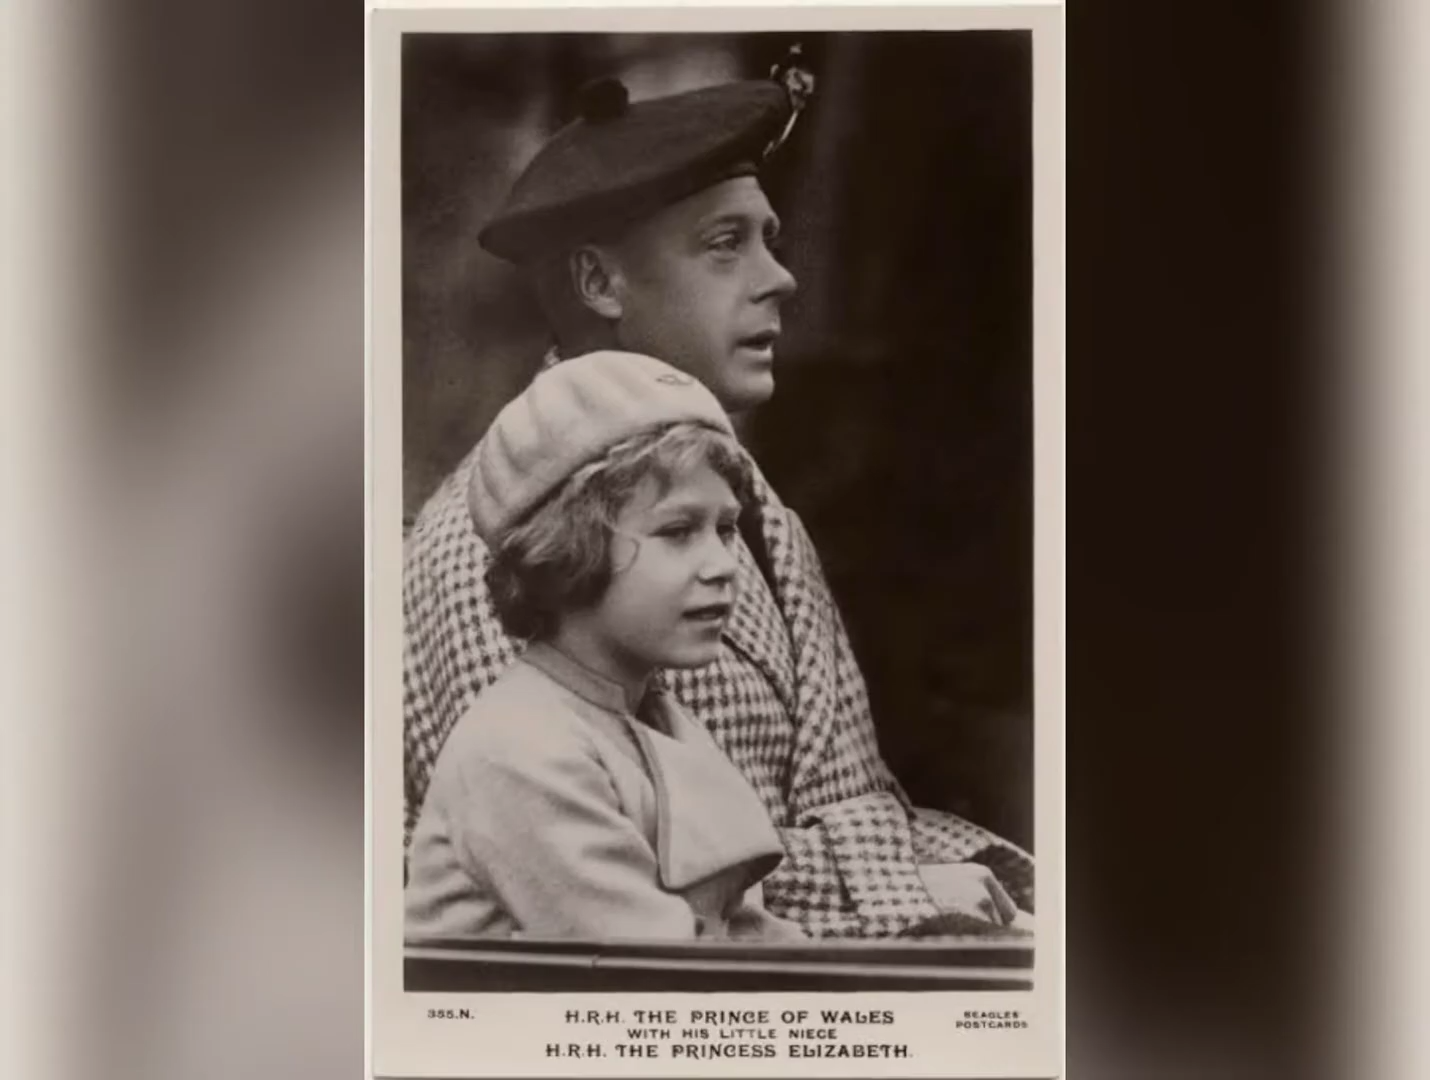 355.N.
H.R.H. THE PRINCE OF WALES
WITH HIS LITTLE NIECE
H.R.H. THE PRINCESS ELIZABETH.
BEAGLES'
POSTCARDS